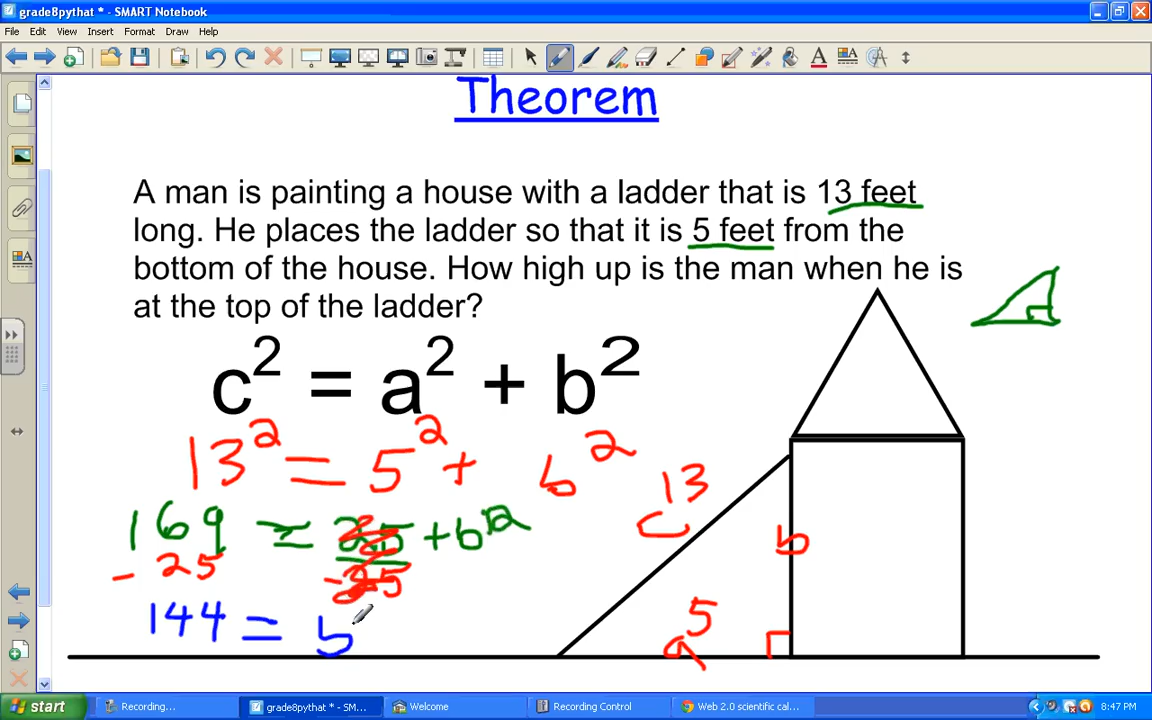 grade8pythat * - SMART Notebook
File Edit View Insert Format Tools Draw Help
Theorem
A man is painting a house with a ladder that is 13 feet
long. He places the ladder so that it is 5 feet from the
bottom of the house. How high up is the man when he is
at the top of the ladder?
c² = a² + b²
13² = 5² + b²
169 = 25 + b²
- 25 - 25
144 = b
13
c
b
5
a
start Recording... grade8pythat * - SM... Welcome Recording Control Web 2.0 scientific cal... 8:47 PM